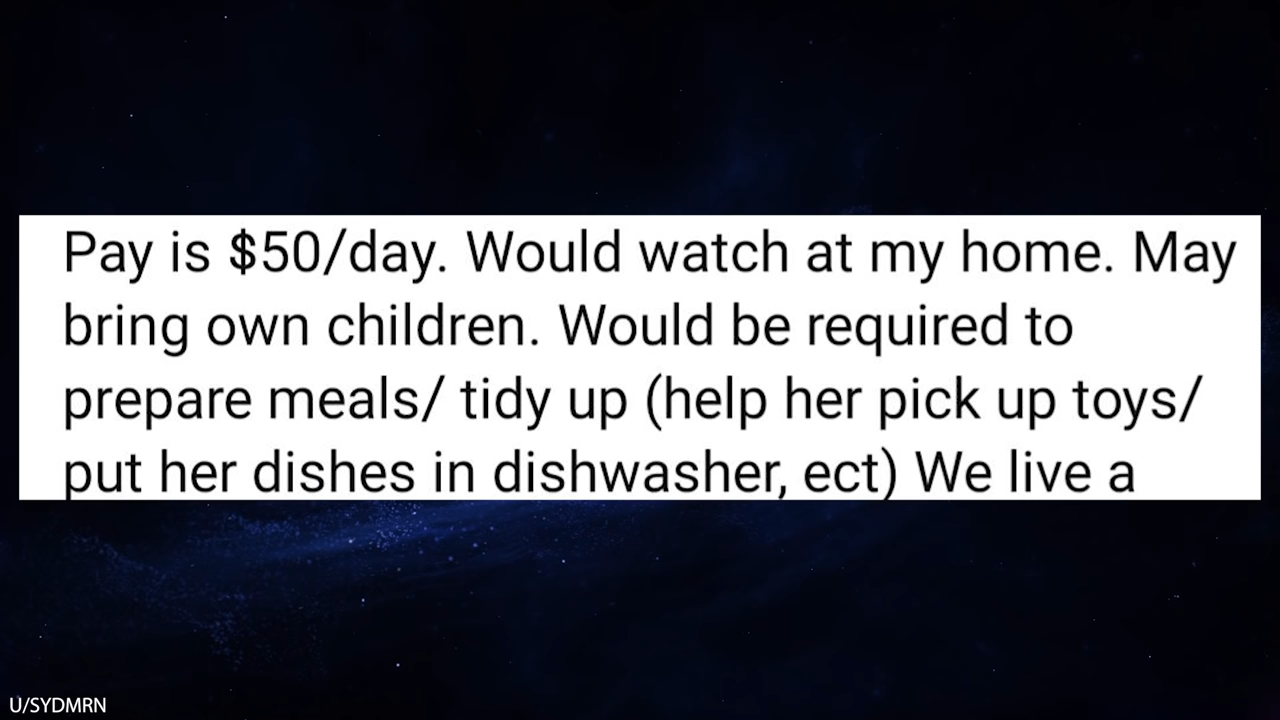 Pay is $50/day. Would watch at my home. May
bring own children. Would be required to
prepare meals/ tidy up (help her pick up toys/
put her dishes in dishwasher, ect) We live a
U/SYDMRN